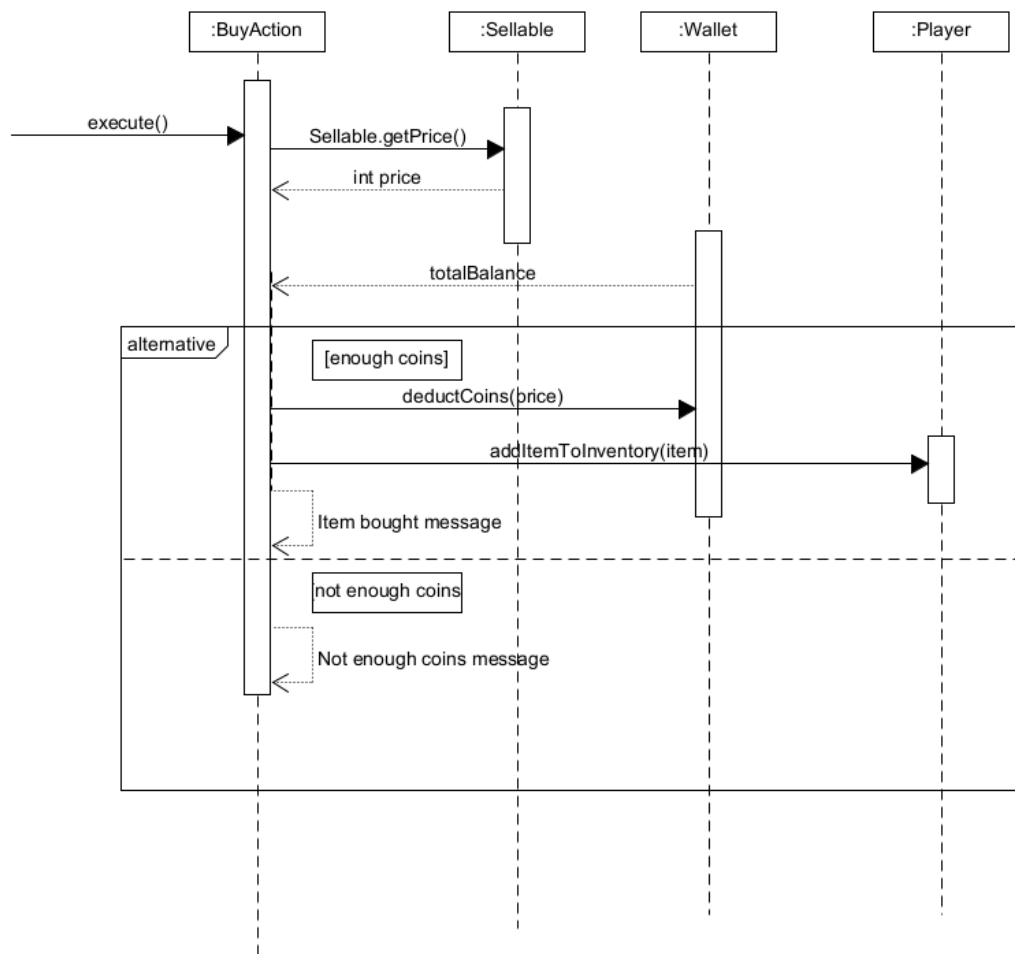 :BuyAction
:Sellable
:Wallet
:Player
execute()
Sellable.getPrice()
int price
totalBalance
alternative
[enough coins]
deductCoins(price)
addItemToInventory(item)
Item bought message
not enough coins
Not enough coins message